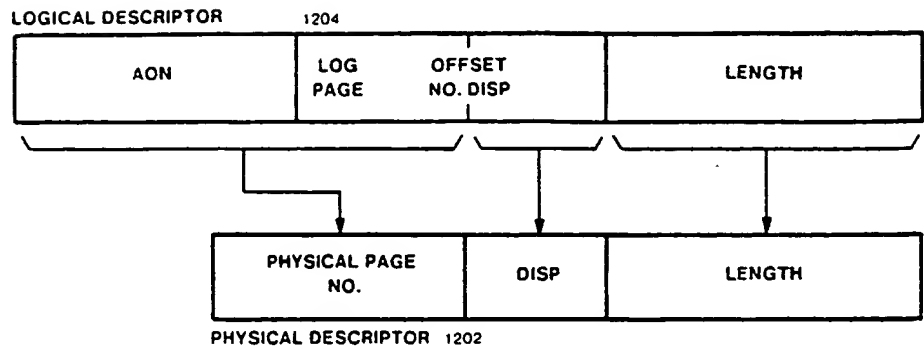 LOGICAL DESCRIPTOR 1204
AON
LOG OFFSET
PAGE NO. DISP
LENGTH
PHYSICAL PAGE
NO.
DISP
LENGTH
PHYSICAL DESCRIPTOR 1202